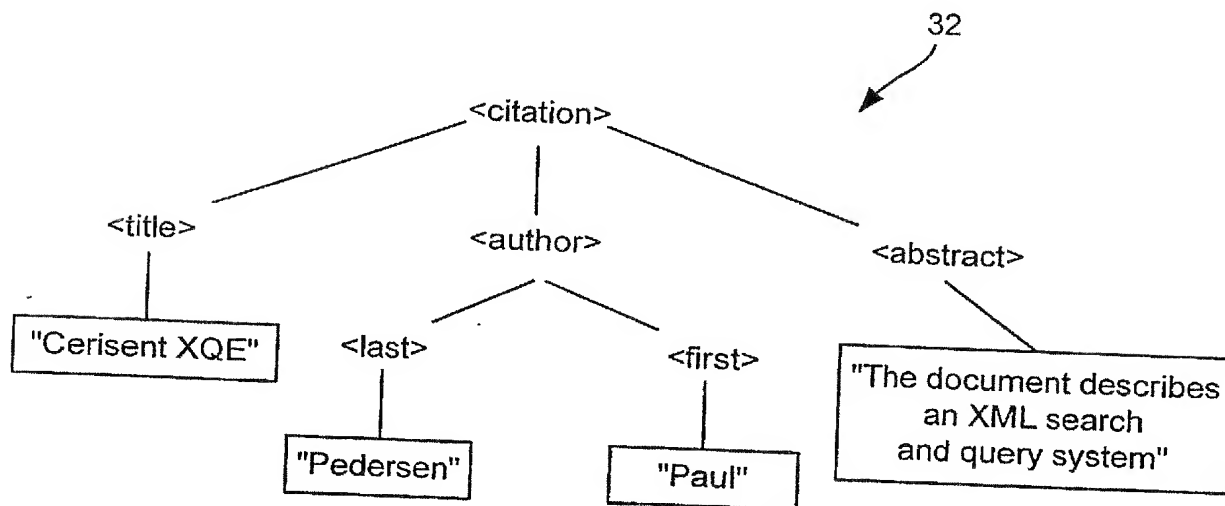 32
<citation>
<title>
<author>
<abstract>
"Cerisent XQE"
<last>
<first>
"The document describes
an XML search
and query system"
"Pedersen"
"Paul"